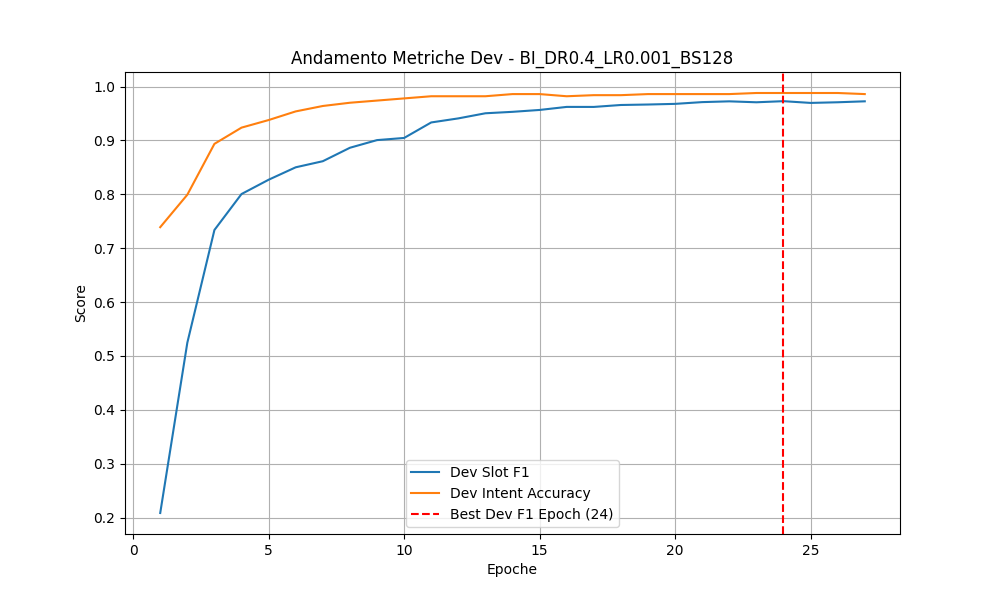 Andamento Metriche Dev - BI_DR0.4_LR0.001_BS128
1.0
0.9
0.8
0.7
0.6
0.5
0.4
0.3
0.2
Score
Dev Slot F1
Dev Intent Accuracy
Best Dev F1 Epoch (24)
0 5 10 15 20 25
Epoche